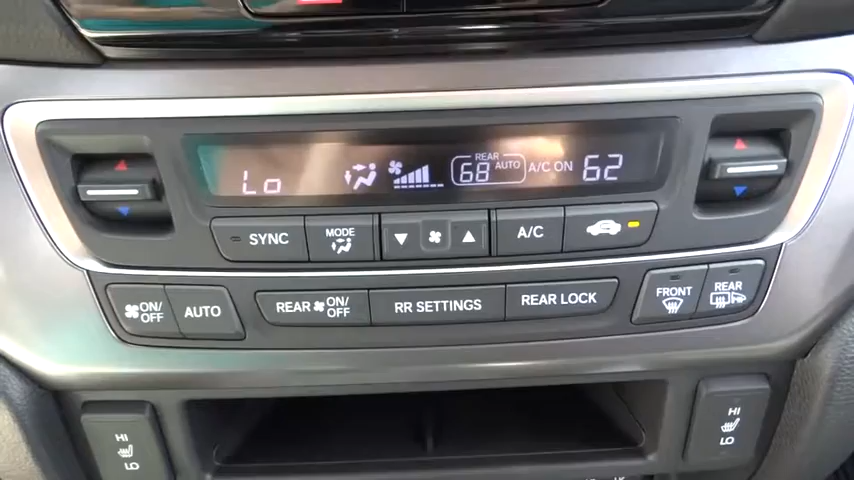 Lo REAR 68 AUTO A/C ON 62
SYNC MODE A/C
ON OFF AUTO REAR ON OFF RR SETTINGS REAR LOCK FRONT REAR
HI LO HI LO